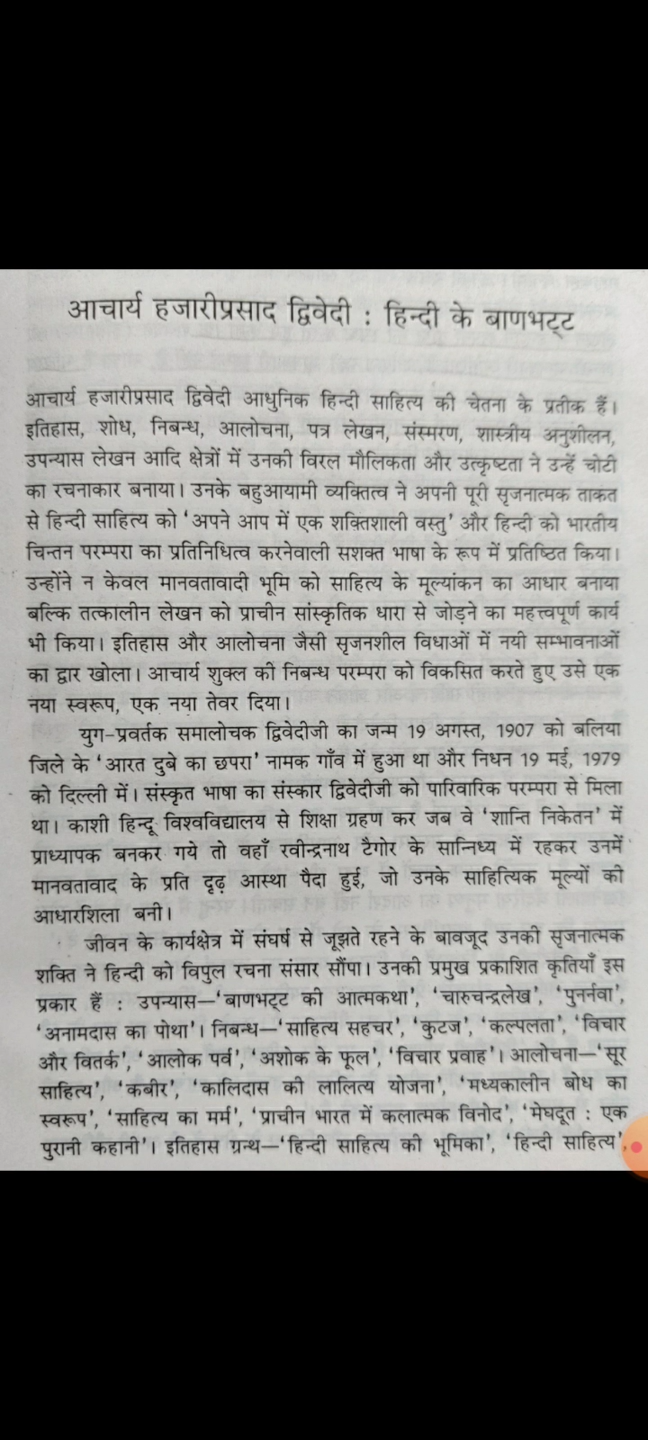 आचार्य हजारीप्रसाद द्विवेदी : हिन्दी के बाणभट्ट
आचार्य हजारीप्रसाद द्विवेदी आधुनिक हिन्दी साहित्य की चेतना के प्रतीक हैं।
इतिहास, शोध, निबन्ध, आलोचना, पत्र लेखन, संस्मरण, शास्त्रीय अनुशीलन,
उपन्यास लेखन आदि क्षेत्रों में उनकी विरल मौलिकता और उत्कृष्टता ने उन्हें चोटी
का रचनाकार बनाया। उनके बहुआयामी व्यक्तित्व ने अपनी पूरी सृजनात्मक ताकत
से हिन्दी साहित्य को ‘अपने आप में एक शक्तिशाली वस्तु’ और हिन्दी को भारतीय
चिन्तन परम्परा का प्रतिनिधित्व करनेवाली सशक्त भाषा के रूप में प्रतिष्ठित किया।
उन्होंने न केवल मानवतावादी भूमि को साहित्य के मूल्यांकन का आधार बनाया
बल्कि तत्कालीन लेखन को प्राचीन सांस्कृतिक धारा से जोड़ने का महत्त्वपूर्ण कार्य
भी किया। इतिहास और आलोचना जैसी सृजनशील विधाओं में नयी सम्भावनाओं
का द्वार खोला। आचार्य शुक्ल की निबन्ध परम्परा को विकसित करते हुए उसे एक
नया स्वरूप, एक नया तेवर दिया।
युग-प्रवर्तक समालोचक द्विवेदीजी का जन्म 19 अगस्त, 1907 को बलिया
जिले के ‘आरत दुबे का छपरा’ नामक गाँव में हुआ था और निधन 19 मई, 1979
को दिल्ली में। संस्कृत भाषा का संस्कार द्विवेदीजी को पारिवारिक परम्परा से मिला
था। काशी हिन्दू विश्वविद्यालय से शिक्षा ग्रहण कर जब वे ‘शान्ति निकेतन’ में
प्राध्यापक बनकर गये तो वहाँ रवीन्द्रनाथ टैगोर के सान्निध्य में रहकर उनमें
मानवतावाद के प्रति दृढ़ आस्था पैदा हुई, जो उनके साहित्यिक मूल्यों की
आधारशिला बनी।
जीवन के कार्यक्षेत्र में संघर्ष से जूझते रहने के बावजूद उनकी सृजनात्मक
शक्ति ने हिन्दी को विपुल रचना संसार सौंपा। उनकी प्रमुख प्रकाशित कृतियाँ इस
प्रकार हैं : उपन्यास—‘बाणभट्ट की आत्मकथा’, ‘चारुचन्द्रलेख’, ‘पुनर्नवा’,
‘अनामदास का पोथा’। निबन्ध—‘साहित्य सहचर’, ‘कुटज’, ‘कल्पलता’, ‘विचार
और वितर्क’, ‘आलोक पर्व’, ‘अशोक के फूल’, ‘विचार प्रवाह’। आलोचना—‘सूर
साहित्य’, ‘कबीर’, ‘कालिदास की लालित्य योजना’, ‘मध्यकालीन बोध का
स्वरूप’, ‘साहित्य का मर्म’, ‘प्राचीन भारत में कलात्मक विनोद’, ‘मेघदूत : एक
पुरानी कहानी’। इतिहास ग्रन्थ—‘हिन्दी साहित्य की भूमिका’, ‘हिन्दी साहित्य’,